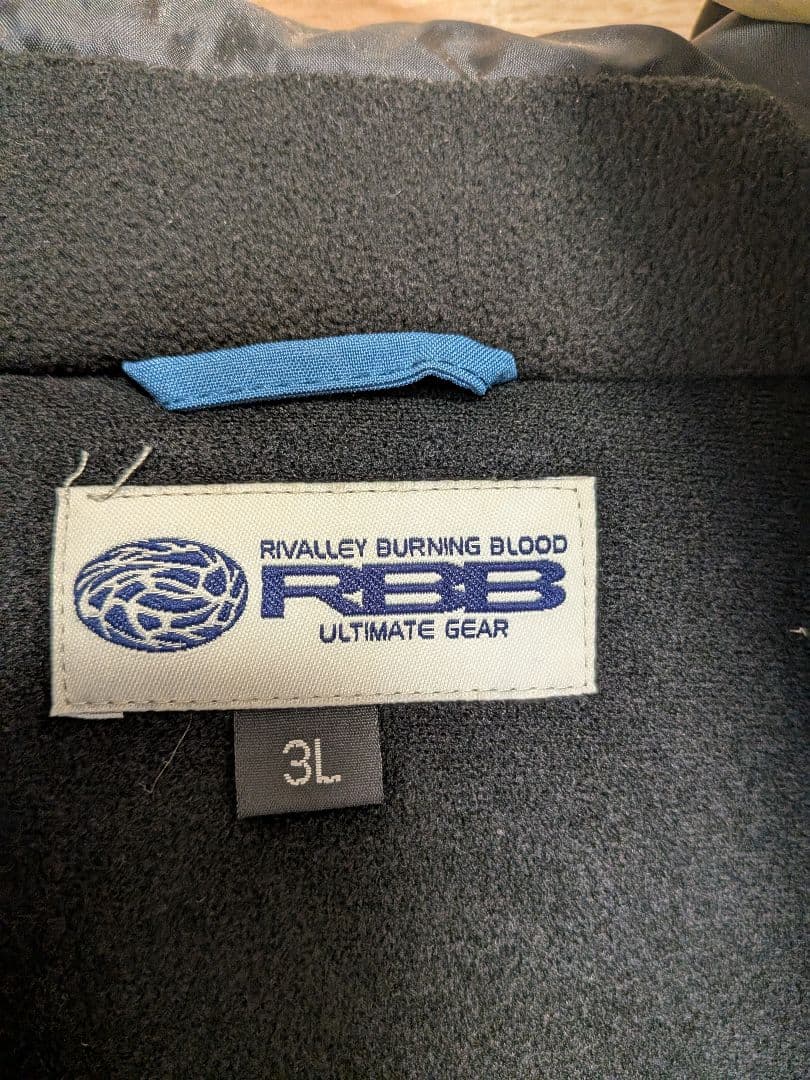 RIVALLEY BURNING BLOOD
RBB
ULTIMATE GEAR
3L